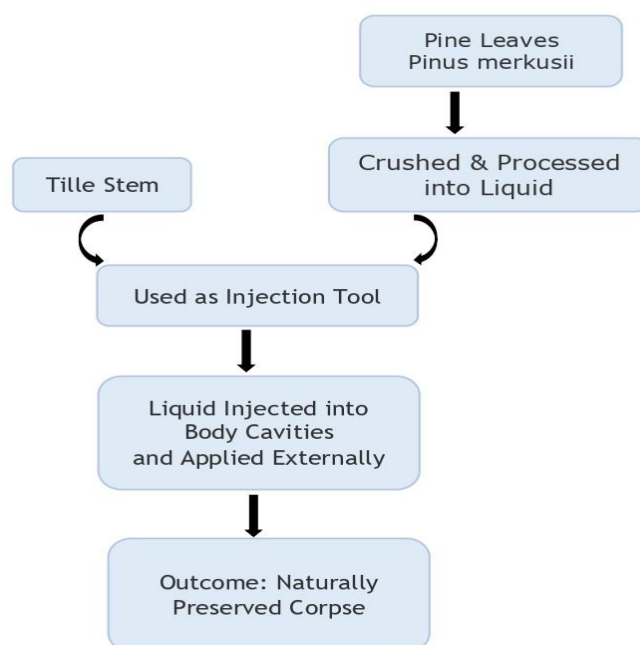 Pine Leaves
Pinus merkusii
Crushed & Processed
into Liquid
Tille Stem
Used as Injection Tool
Liquid Injected into
Body Cavities
and Applied Externally
Outcome: Naturally
Preserved Corpse